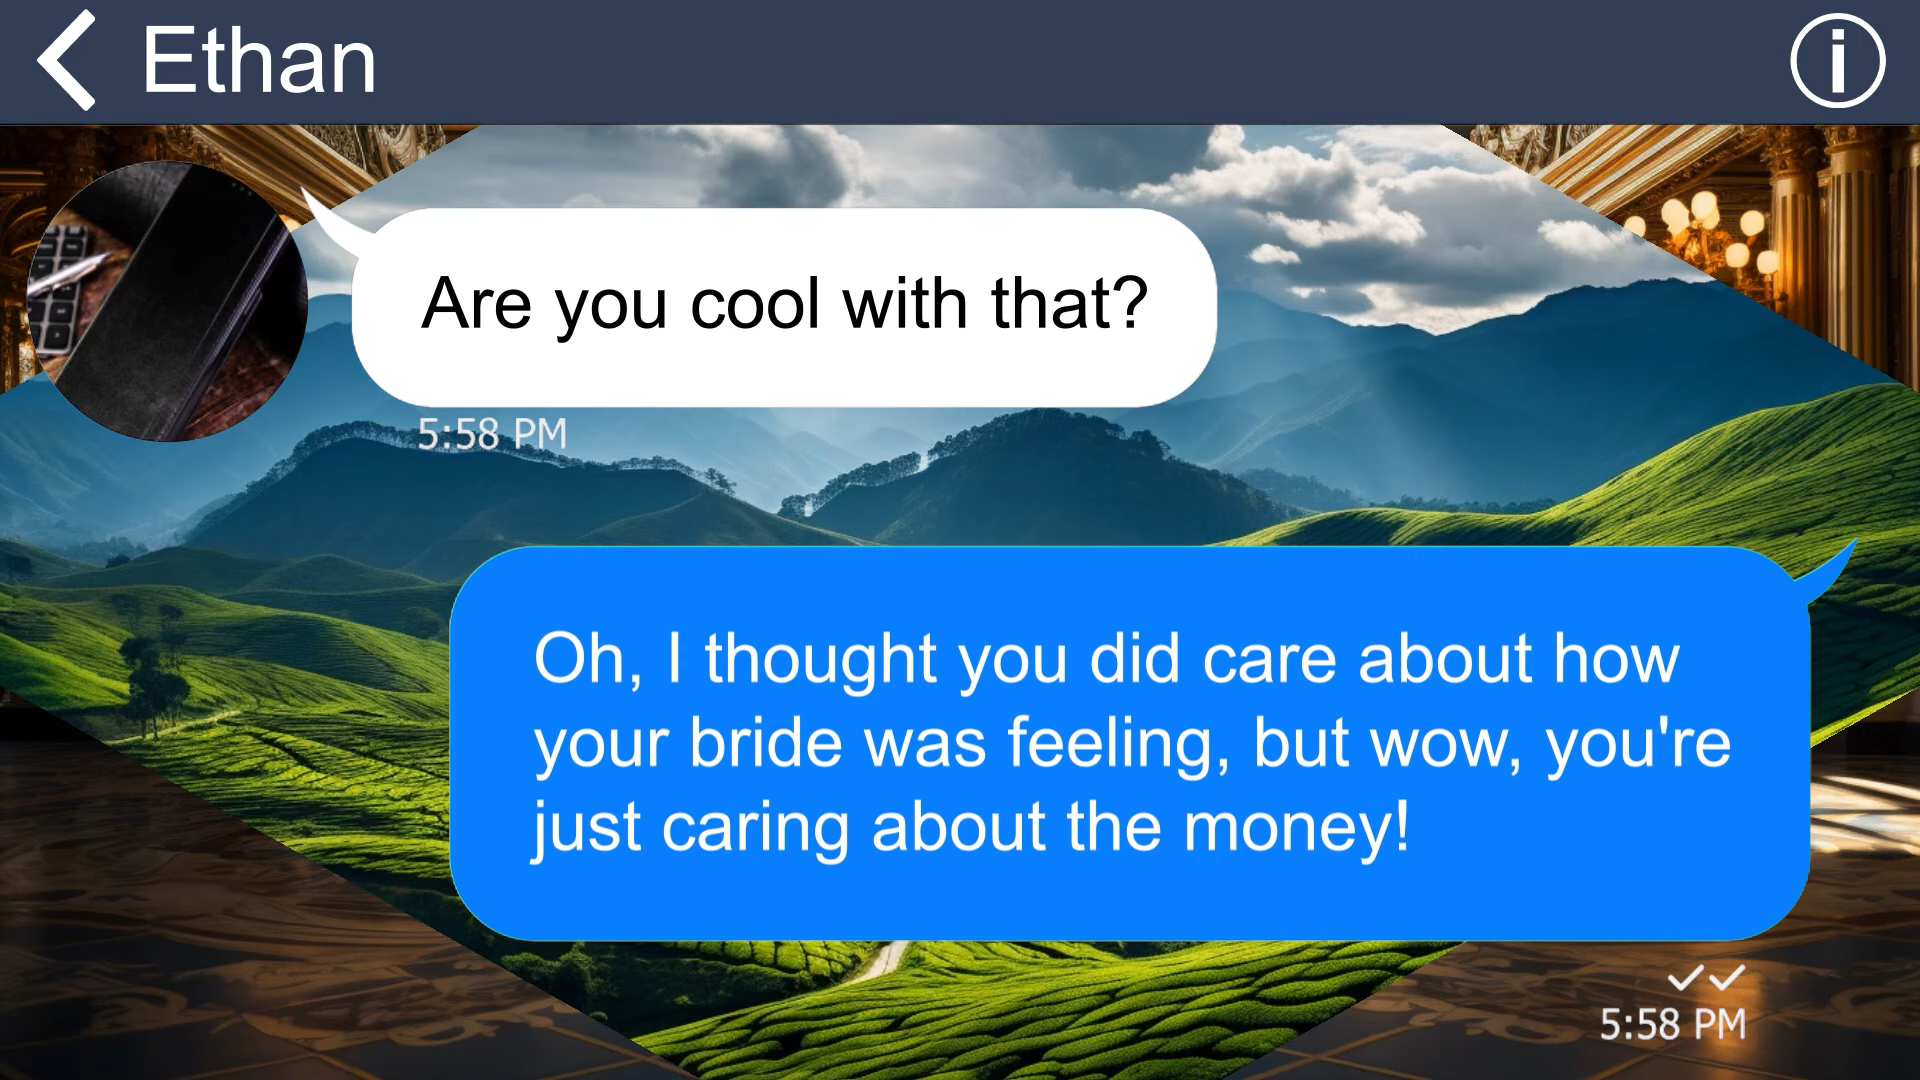 Ethan
Are you cool with that?
5:58 PM
Oh, I thought you did care about how
your bride was feeling, but wow, you're
just caring about the money!
5:58 PM